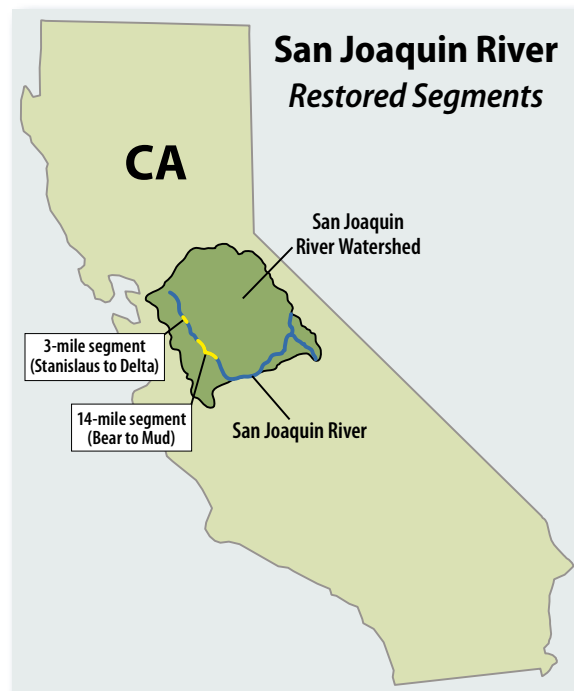 San Joaquin River
Restored Segments
CA
San Joaquin
River Watershed
3-mile segment
(Stanislaus to Delta)
14-mile segment
(Bear to Mud)
San Joaquin River